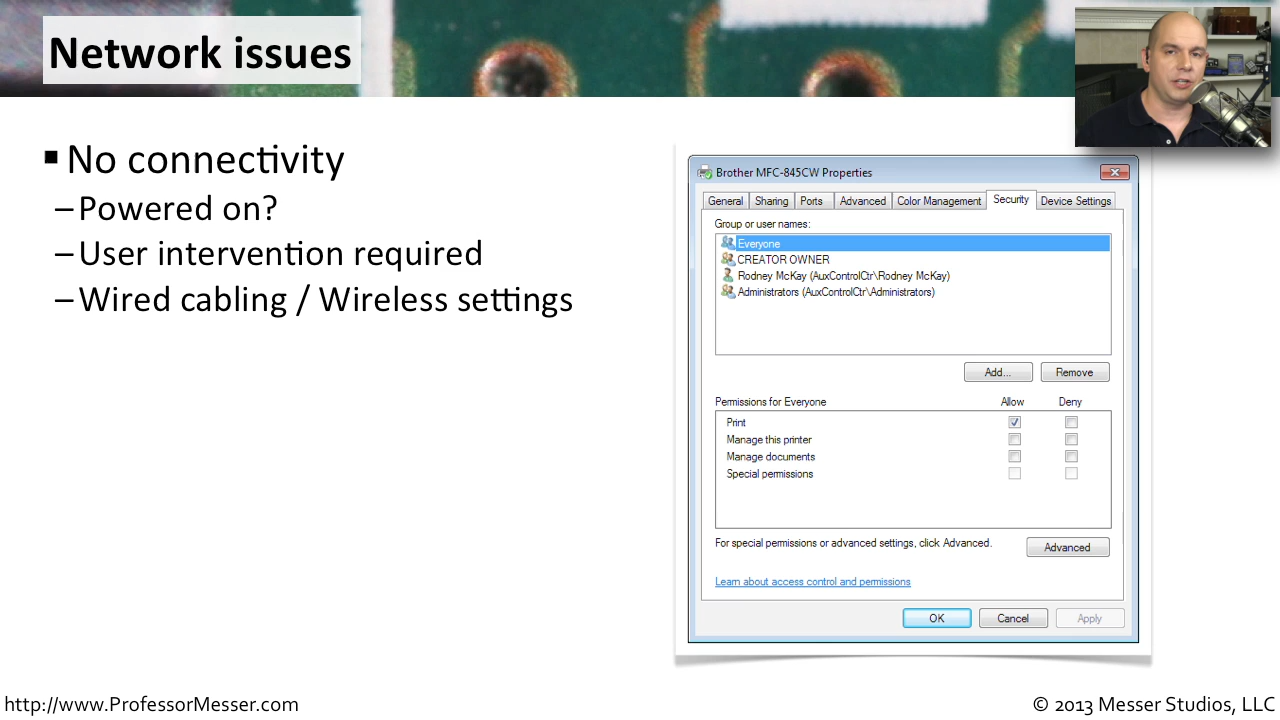 Network issues
▪ No connectivity
– Powered on?
– User intervention required
– Wired cabling / Wireless settings
Brother MFC-845CW Properties
General Sharing Ports Advanced Color Management Security Device Settings
Group or user names:
Everyone
CREATOR OWNER
Rodney McKay (AuxControlCtr\Rodney McKay)
Administrators (AuxControlCtr\Administrators)
Add... Remove
Permissions for Everyone Allow Deny
Print
Manage this printer
Manage documents
Special permissions
For special permissions or advanced settings, click Advanced.
Advanced
Learn about access control and permissions
OK Cancel Apply
http://www.ProfessorMesser.com
© 2013 Messer Studios, LLC